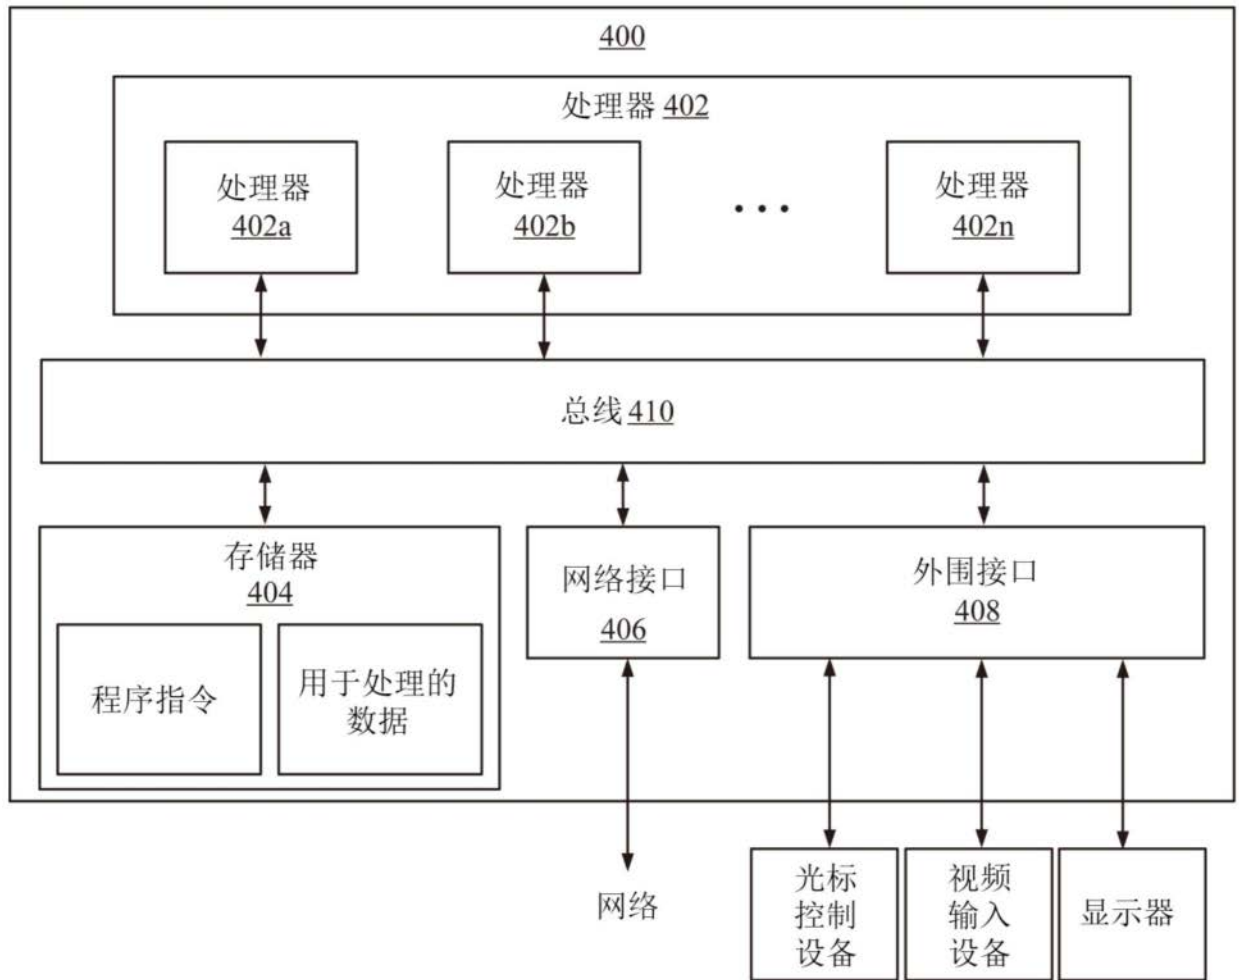 400
处理器 402
处理器
402a
处理器
402b
处理器
402n
总线 410
存储器
404
程序指令
用于处理的
数据
网络接口
406
外围接口
408
网络
光标
控制
设备
视频
输入
设备
显示器